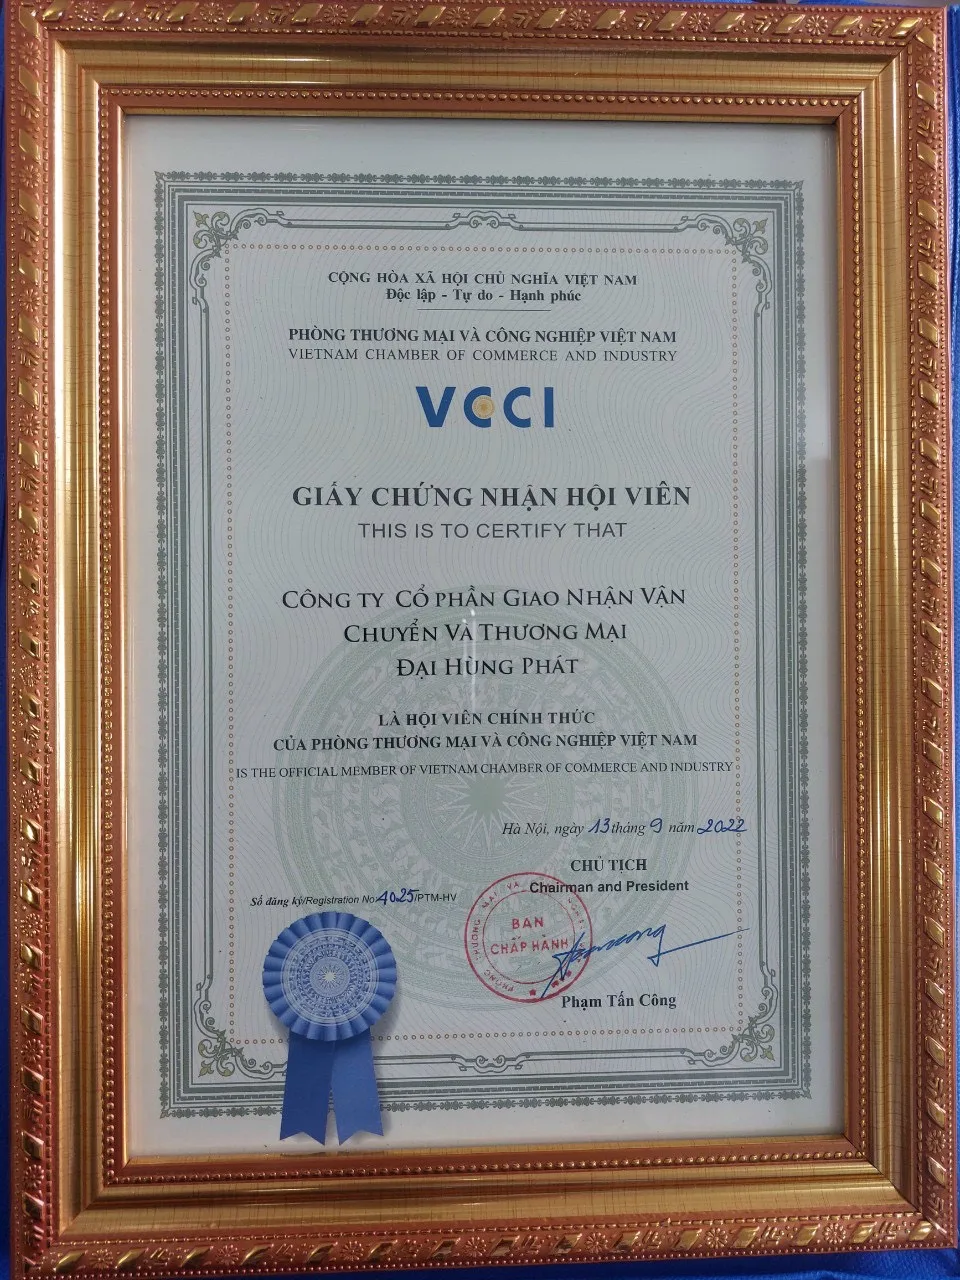 CỘNG HÒA XÃ HỘI CHỦ NGHĨA VIỆT NAM
Độc lập - Tự do - Hạnh phúc
PHÒNG THƯƠNG MẠI VÀ CÔNG NGHIỆP VIỆT NAM
VIETNAM CHAMBER OF COMMERCE AND INDUSTRY
VCCI
GIẤY CHỨNG NHẬN HỘI VIÊN
THIS IS TO CERTIFY THAT
CÔNG TY CỔ PHẦN GIAO NHẬN VẬN
CHUYỂN VÀ THƯƠNG MẠI
ĐẠI HÙNG PHÁT
LÀ HỘI VIÊN CHÍNH THỨC
CỦA PHÒNG THƯƠNG MẠI VÀ CÔNG NGHIỆP VIỆT NAM
IS THE OFFICIAL MEMBER OF VIETNAM CHAMBER OF COMMERCE AND INDUSTRY
Hà Nội, ngày 13 tháng 9 năm 2022
CHỦ TỊCH
Chairman and President
Số đăng ký/Registration No: 4025/PTM-HV
BAN
CHẤP HÀNH
PHÒNG THƯƠNG MẠI VÀ
Phạm Tấn Công